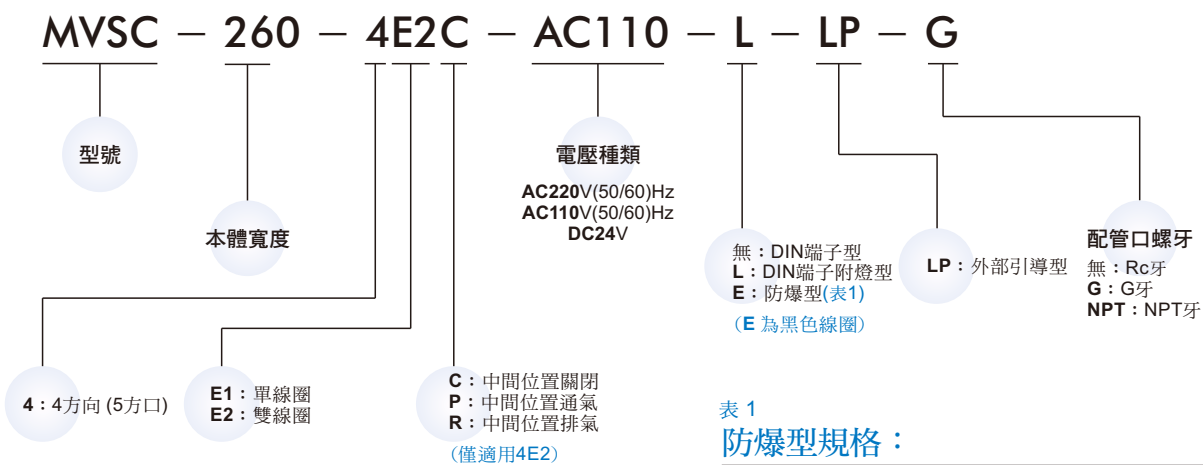 MVSC – 260 – 4E2C – AC110 – L – LP – G
型號
本體寬度
4：4方向 (5方口)
E1：單線圈
E2：雙線圈
C：中間位置關閉
P：中間位置通氣
R：中間位置排氣
（僅適用4E2）
電壓種類
AC220V(50/60)Hz
AC110V(50/60)Hz
DC24V
無：DIN端子型
L：DIN端子附燈型
E：防爆型(表1)
（E 為黑色線圈）
LP：外部引導型
配管口螺牙
無：Rc牙
G：G牙
NPT：NPT牙
表 1
防爆型規格：